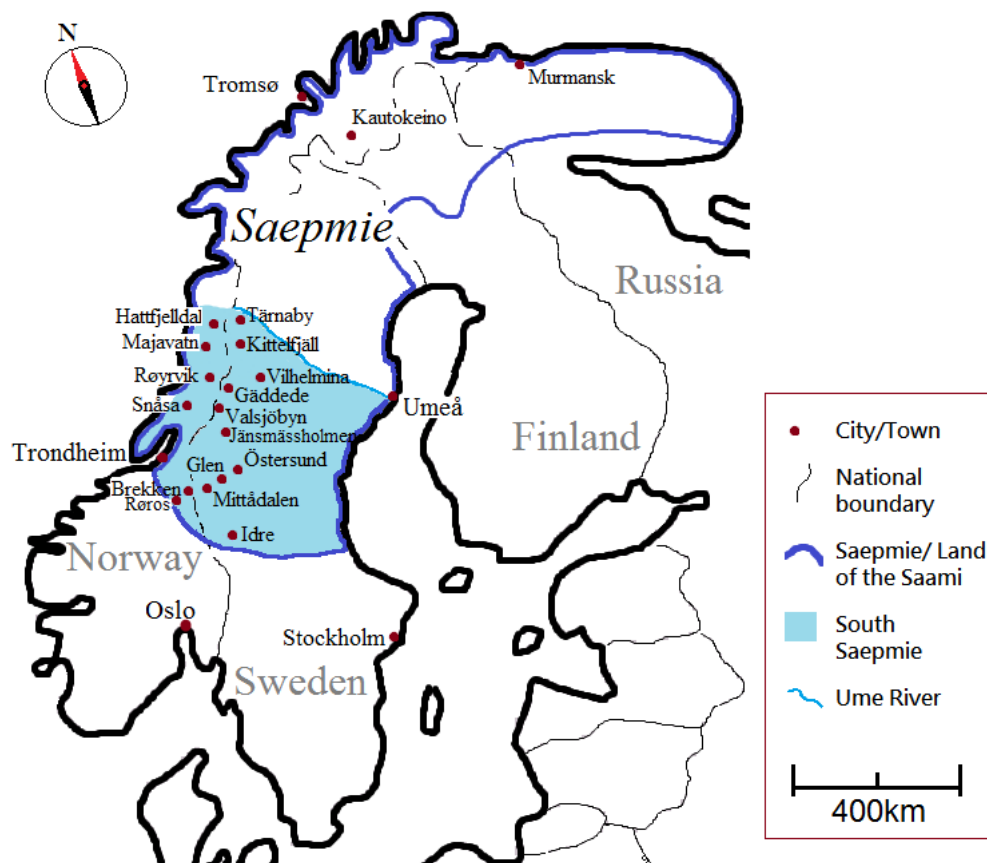 N
Tromsø
Murmansk
Kautokeino
Saepmie
Russia
Hattfjelldal
Tärnaby
Majavatn
Kittelfjäll
Røyrvik
Vilhelmina
Gäddede
Snåsa
Valsjöbyn
Umeå
Jänsmässholmen
Finland
Trondheim
Glen
Östersund
Brekken
Mittådalen
Røros
Idre
Norway
Oslo
Stockholm
Sweden
City/Town
National
boundary
Saepmie/ Land
of the Saami
South
Saepmie
Ume River
400km